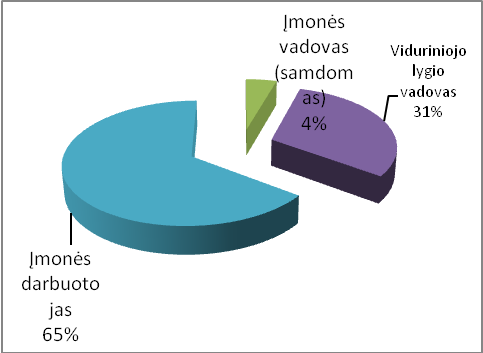 Įmonės
vadovas
(samdom
as)
4%
Viduriniojo
lygio
vadovas
31%
Įmonės
darbuoto
jas
65%